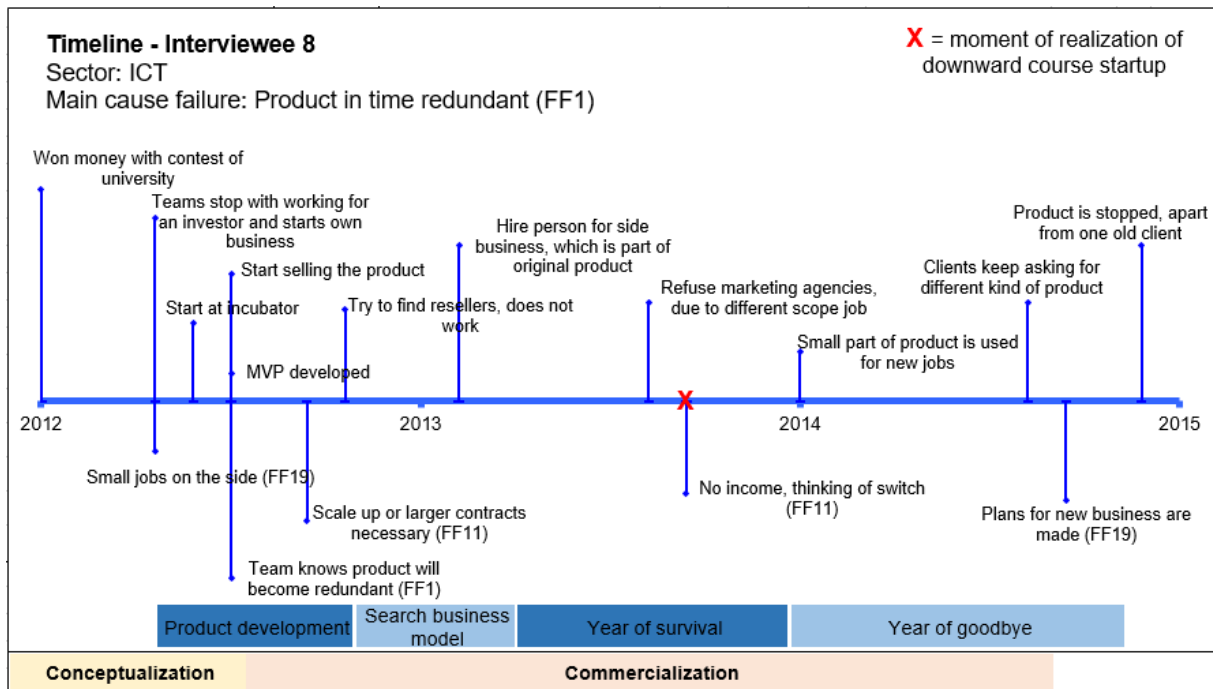 Timeline - Interviewee 8
Sector: ICT
Main cause failure: Product in time redundant (FF1)
X = moment of realization of
downward course startup
Won money with contest of
university
Teams stop with working for
an investor and starts own
business
Start selling the product
Start at incubator
MVP developed
Try to find resellers, does not
work
Hire person for side
business, which is part of
original product
Refuse marketing agencies,
due to different scope job
Small part of product is used
for new jobs
Clients keep asking for
different kind of product
Product is stopped, apart
from one old client
X
2012
2013
2014
2015
Small jobs on the side (FF19)
Scale up or larger contracts
necessary (FF11)
Team knows product will
become redundant (FF1)
No income, thinking of switch
(FF11)
Plans for new business are
made (FF19)
Product development
Search business
model
Year of survival
Year of goodbye
Conceptualization
Commercialization